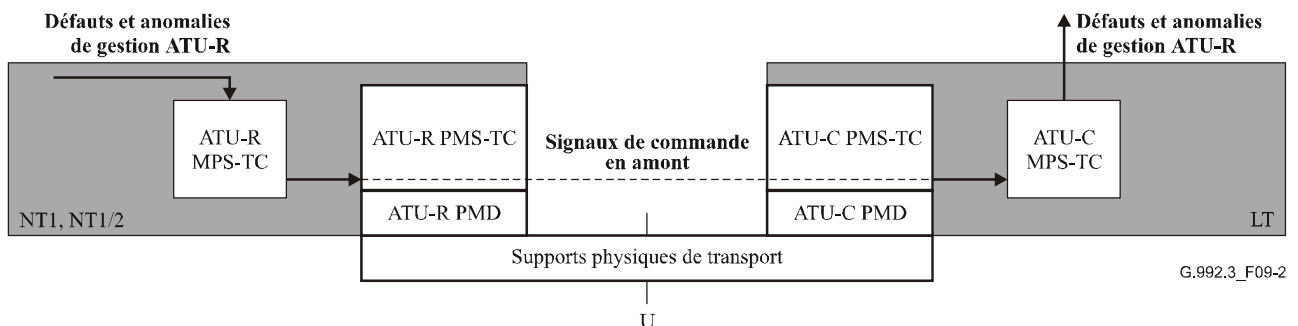 Défauts et anomalies
de gestion ATU-R
Défauts et anomalies
de gestion ATU-R
ATU-R
MPS-TC
ATU-R PMS-TC
Signaux de commande
en amont
ATU-C PMS-TC
ATU-C
MPS-TC
NT1, NT1/2
ATU-R PMD
ATU-C PMD
LT
Supports physiques de transport
G.992.3_F09-2
U